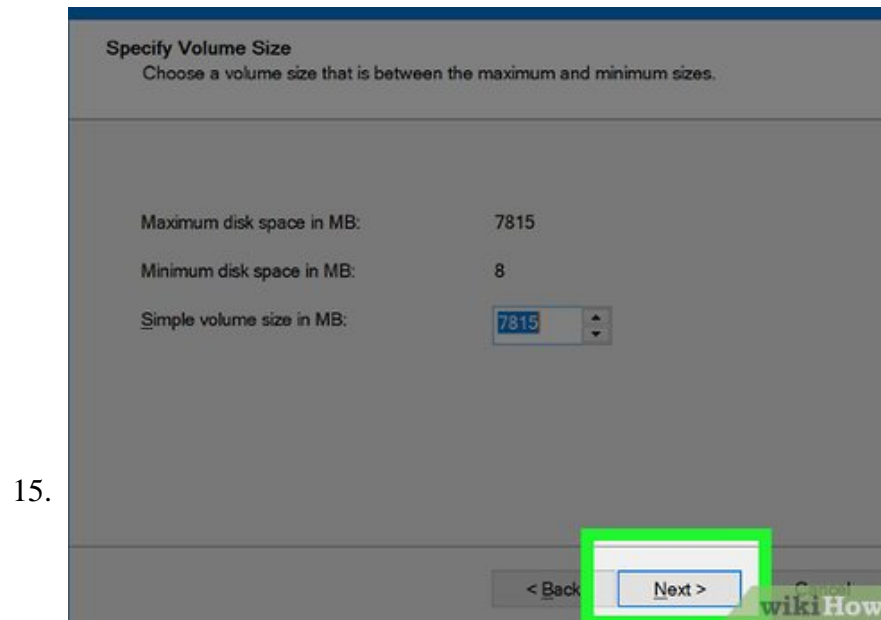 Specify Volume Size
Choose a volume size that is between the maximum and minimum sizes.
Maximum disk space in MB: 7815
Minimum disk space in MB: 8
Simple volume size in MB: 7815
15.
< Back Next > Cancel
wikiHow